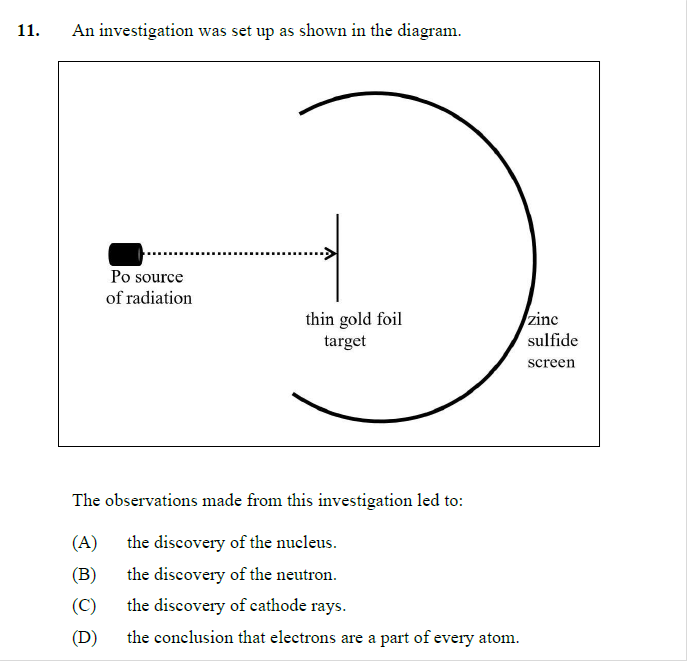 11. An investigation was set up as shown in the diagram.
Po source
of radiation
thin gold foil
target
zinc
sulfide
screen
The observations made from this investigation led to:
(A) the discovery of the nucleus.
(B) the discovery of the neutron.
(C) the discovery of cathode rays.
(D) the conclusion that electrons are a part of every atom.